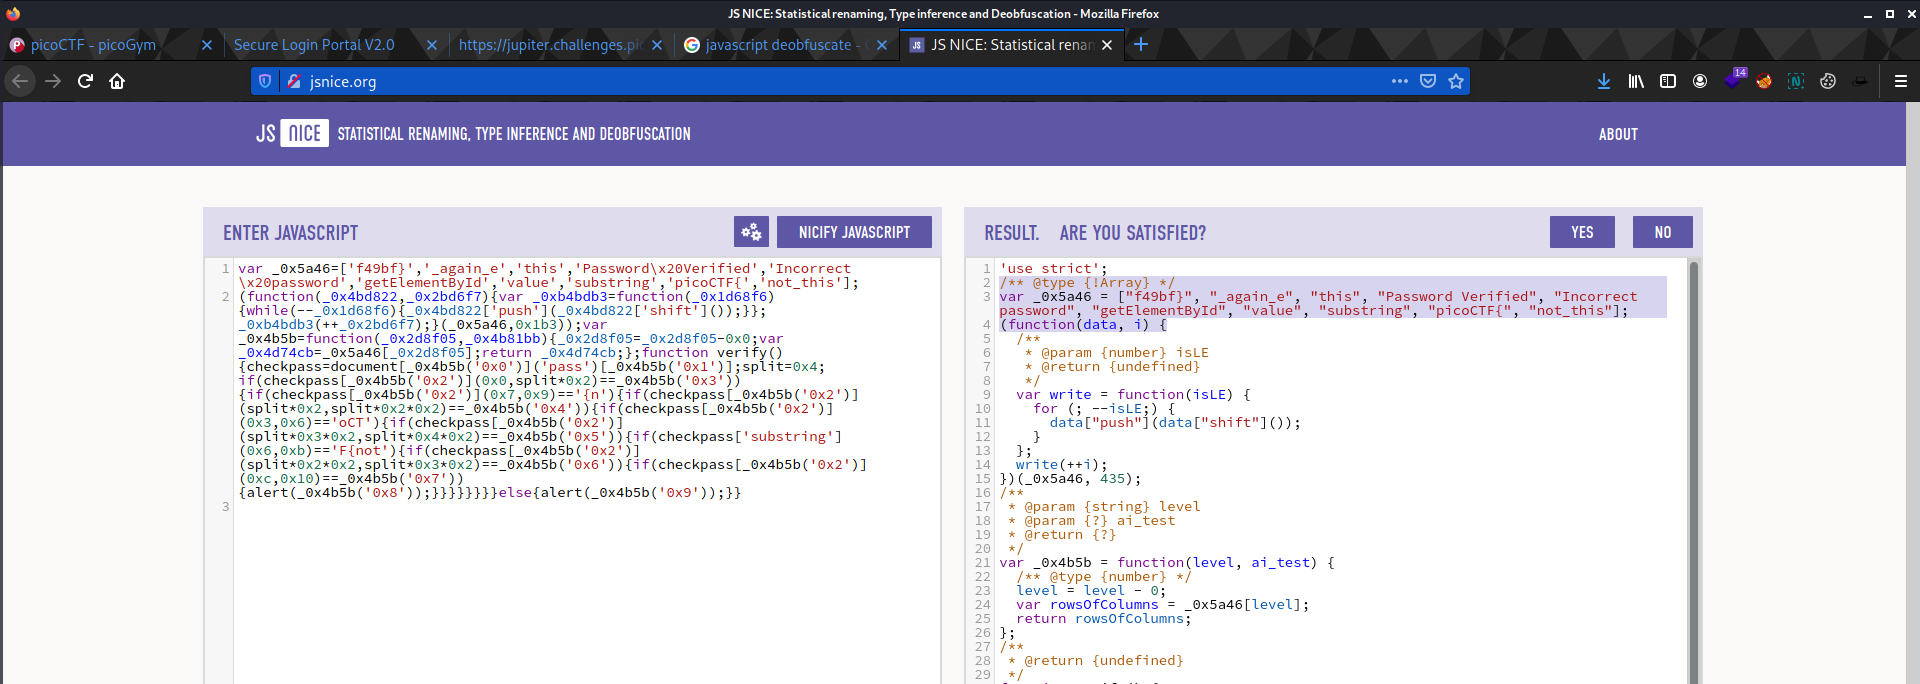 JS NICE: Statistical renaming, Type inference and Deobfuscation - Mozilla Firefox
picoCTF - picoGym
Secure Login Portal V2.0
https://jupiter.challenges.pic
javascript deobfuscate -
JS NICE: Statistical renan
jsnice.org
14
JS NICE STATISTICAL RENAMING, TYPE INFERENCE AND DEOBFUSCATION
ABOUT
ENTER JAVASCRIPT
NICIFY JAVASCRIPT
1 var _0x5a46=['f49bf}','_again_e','this','Password\x20Verified','Incorrect
\x20password','getElementById','value','substring','picoCTF{','not_this'];
2 (function(_0x4bd822,_0x2bd6f7){var _0xb4bdb3=function(_0x1d68f6)
{while(--_0x1d68f6){_0x4bd822['push'](_0x4bd822['shift']());}};
_0xb4bdb3(++_0x2bd6f7);}(_0x5a46,0x1b3));var
_0x4b5b=function(_0x2d8f05,_0x4b81bb){_0x2d8f05=_0x2d8f05-0x0;var
_0x4d74cb=_0x5a46[_0x2d8f05];return _0x4d74cb;};function verify()
{checkpass=document[_0x4b5b('0x0')]('pass')[_0x4b5b('0x1')];split=0x4;
if(checkpass[_0x4b5b('0x2')](0x0,split*0x2)==_0x4b5b('0x3'))
{if(checkpass[_0x4b5b('0x2')](0x7,0x9)=='{n'){if(checkpass[_0x4b5b('0x2')]
(split*0x2,split*0x2*0x2)==_0x4b5b('0x4')){if(checkpass[_0x4b5b('0x2')]
(0x3,0x6)=='oCT'){if(checkpass[_0x4b5b('0x2')]
(split*0x3*0x2,split*0x4*0x2)==_0x4b5b('0x5')){if(checkpass['substring']
(0x6,0xb)=='F{not'){if(checkpass[_0x4b5b('0x2')]
(split*0x2*0x2,split*0x3*0x2)==_0x4b5b('0x6')){if(checkpass[_0x4b5b('0x2')]
(0xc,0x10)==_0x4b5b('0x7'))
{alert(_0x4b5b('0x8'));}}}}}}}}else{alert(_0x4b5b('0x9'));}}
3
RESULT. ARE YOU SATISFIED?
YES
NO
1 'use strict';
2 /** @type {!Array} */
3 var _0x5a46 = ["f49bf}", "_again_e", "this", "Password Verified", "Incorrect
password", "getElementById", "value", "substring", "picoCTF{", "not_this"];
4 (function(data, i) {
5 /**
6 * @param {number} isLE
7 * @return {undefined}
8 */
9 var write = function(isLE) {
10 for (; --isLE;) {
11 data["push"](data["shift"]());
12 }
13 };
14 write(++i);
15 })(_0x5a46, 435);
16 /**
17 * @param {string} level
18 * @param {?} ai_test
19 * @return {?}
20 */
21 var _0x4b5b = function(level, ai_test) {
22 /** @type {number} */
23 level = level - 0;
24 var rowsOfColumns = _0x5a46[level];
25 return rowsOfColumns;
26 };
27 /**
28 * @return {undefined}
29 */